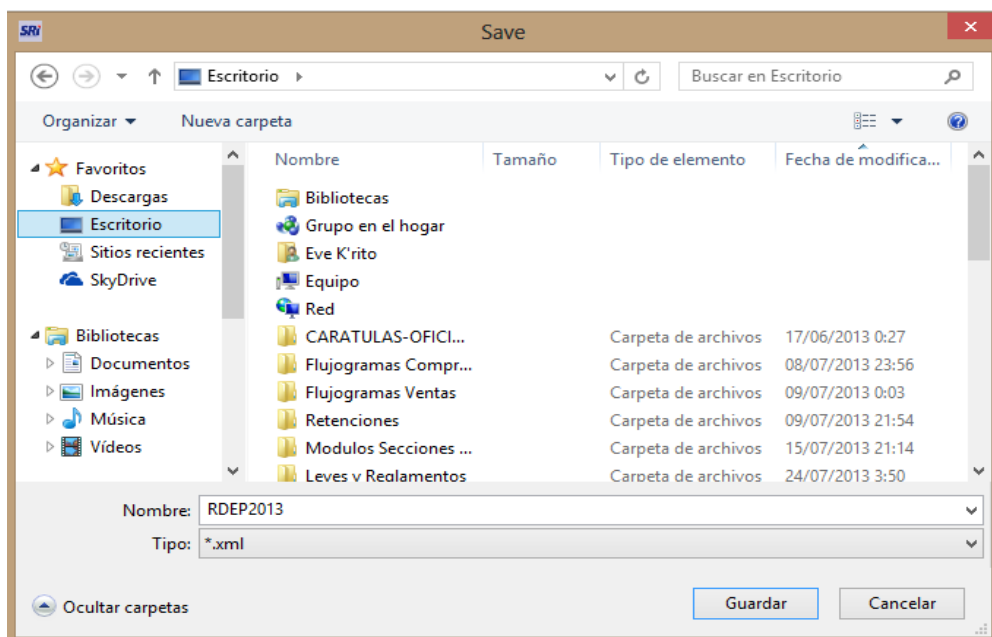 SRi Save
Escritorio Buscar en Escritorio
Organizar Nueva carpeta
Nombre Tamaño Tipo de elemento Fecha de modifica...
Favoritos
Descargas
Escritorio
Sitios recientes
SkyDrive
Bibliotecas
Documentos
Imágenes
Música
Vídeos
Bibliotecas
Grupo en el hogar
Eve K'rito
Equipo
Red
CARATULAS-OFICI... Carpeta de archivos 17/06/2013 0:27
Flujogramas Compr... Carpeta de archivos 08/07/2013 23:56
Flujogramas Ventas Carpeta de archivos 09/07/2013 0:03
Retenciones Carpeta de archivos 09/07/2013 21:54
Modulos Secciones ... Carpeta de archivos 15/07/2013 21:14
Leyes y Reglamentos Carpeta de archivos 24/07/2013 3:50
Nombre: RDEP2013
Tipo: *.xml
Ocultar carpetas Guardar Cancelar